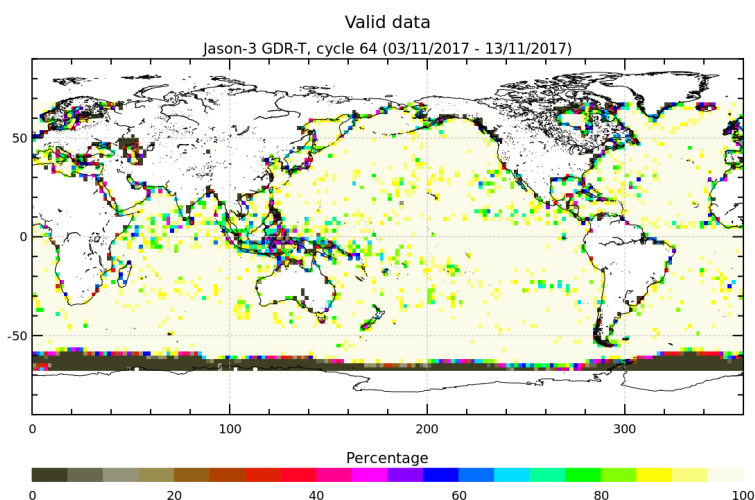 Valid data
Jason-3 GDR-T, cycle 64 (03/11/2017 - 13/11/2017)
50
0
-50
0 100 200 300
Percentage
0 20 40 60 80 100